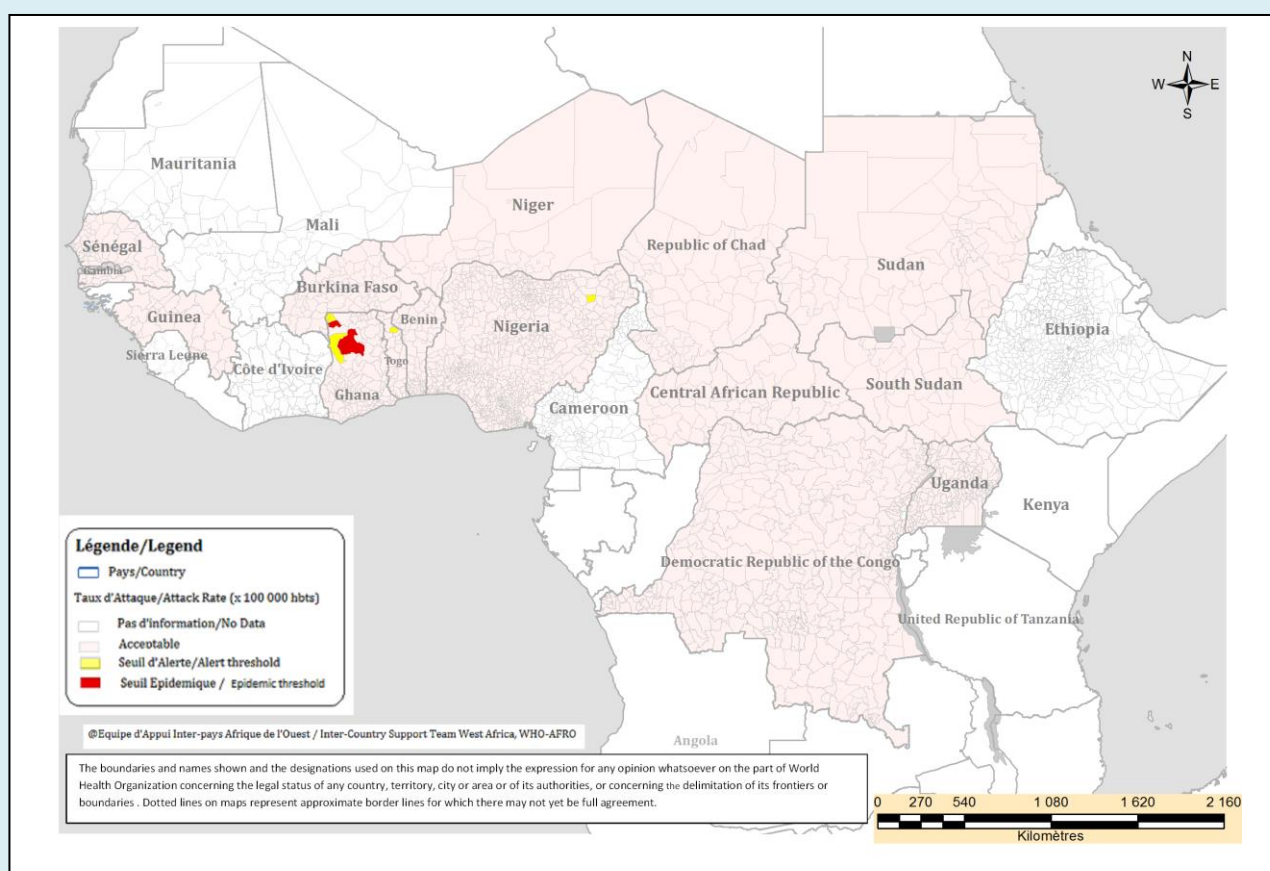 N
W E
S
Mauritania
Mali
Niger
Republic of Chad
Sudan
Sénégal
Gambia
Burkina Faso
Guinea
Benin
Nigeria
Ethiopia
Sierra Leune
Côte d'Ivoire
Togo
Ghana
Cameroon
Central African Republic
South Sudan
Uganda
Kenya
Democratic Republic of the Congo
United Republic of Tanzania
Angola
Légende/Legend
Pays/Country
Taux d'Attaque/Attack Rate (x 100 000 hbts)
Pas d'information/No Data
Acceptable
Seuil d'Alerte/Alert threshold
Seuil Epidemique / Epidemic threshold
@Equipe d'Appui Inter-pays Afrique de l'Ouest / Inter-Country Support Team West Africa, WHO-AFRO
The boundaries and names shown and the designations used on this map do not imply the expression for any opinion whatsoever on the part of World
Health Organization concerning the legal status of any country, territory, city or area or of its authorities, or concerning the delimitation of its frontiers or
boundaries . Dotted lines on maps represent approximate border lines for which there may not yet be full agreement.
0 270 540 1 080 1 620 2 160
Kilomètres